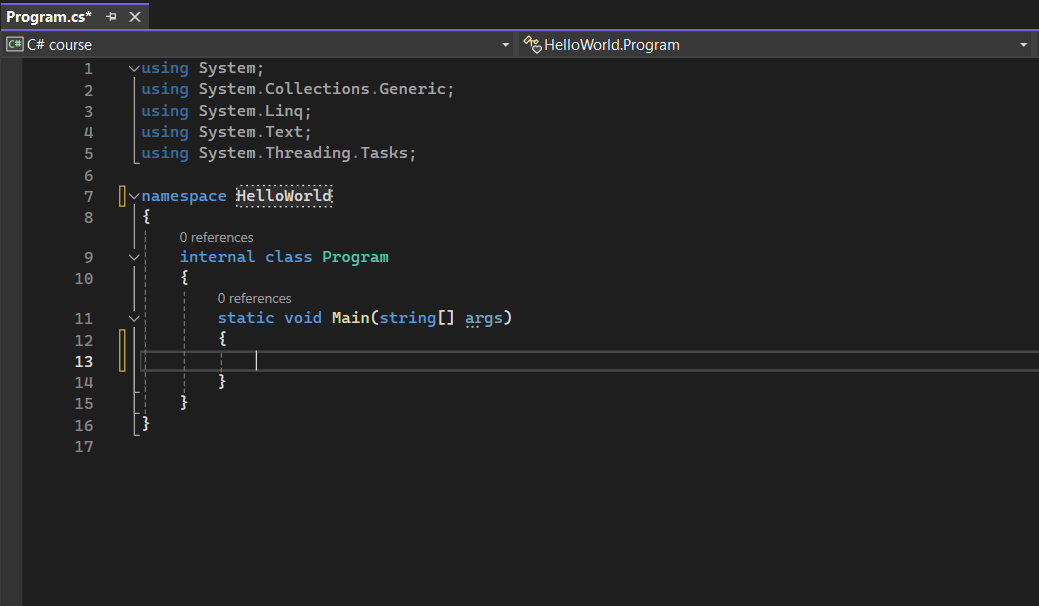 Program.cs*
C# C# course HelloWorld.Program
1 using System;
2 using System.Collections.Generic;
3 using System.Linq;
4 using System.Text;
5 using System.Threading.Tasks;
6
7 namespace HelloWorld
8 {
0 references
9 internal class Program
10 {
0 references
11 static void Main(string[] args)
12 {
13
14 }
15 }
16 }
17